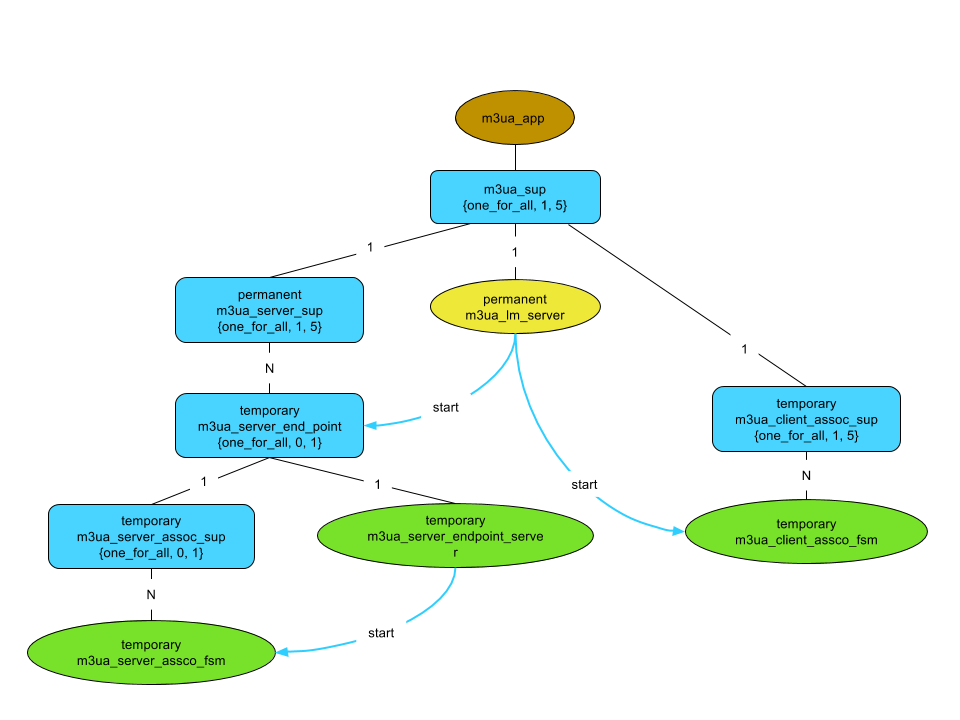 m3ua_app
m3ua_sup
{one_for_all, 1, 5}
1
1
1
permanent
m3ua_server_sup
{one_for_all, 1, 5}
permanent
m3ua_lm_server
N
start
temporary
m3ua_server_end_point
{one_for_all, 0, 1}
temporary
m3ua_client_assoc_sup
{one_for_all, 1, 5}
1
1
start
N
temporary
m3ua_server_assoc_sup
{one_for_all, 0, 1}
temporary
m3ua_server_endpoint_serve
r
temporary
m3ua_client_assco_fsm
N
start
temporary
m3ua_server_assco_fsm